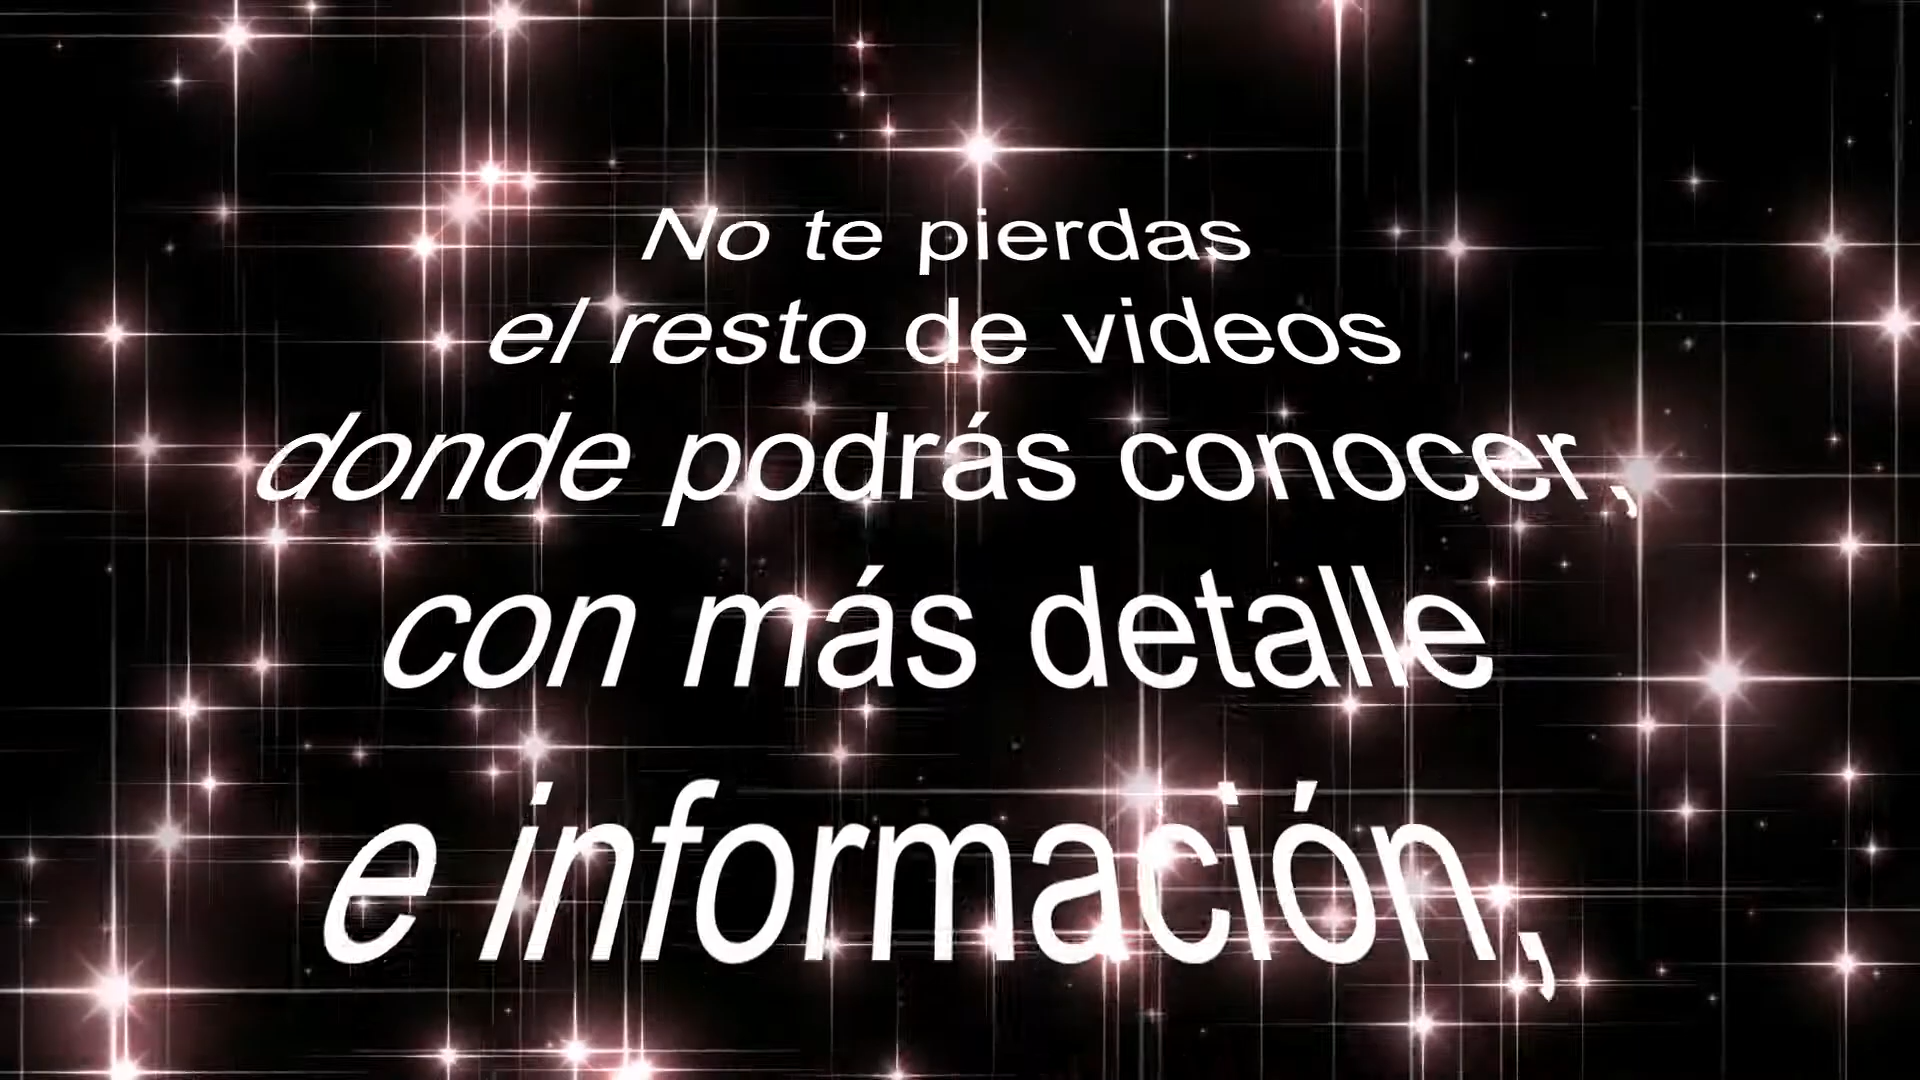 No te pierdas
el resto de videos
donde podrás conocer,
con más detalle
e información,